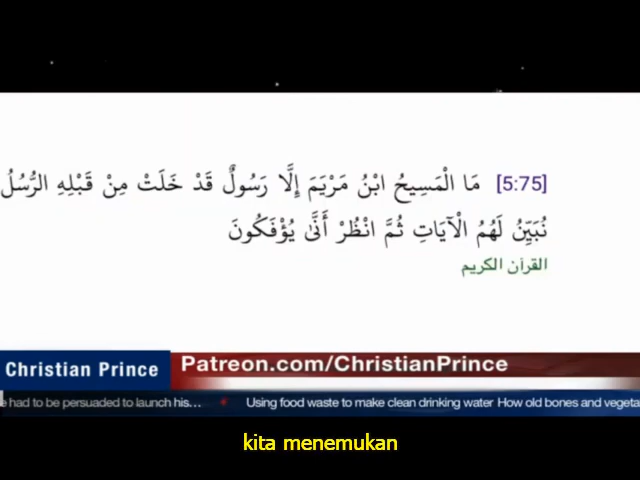 [5:75] مَا الْمَسِيحُ ابْنُ مَرْيَمَ إِلَّا رَسُولٌ قَدْ خَلَتْ مِنْ قَبْلِهِ الرُّسُلُ
نُبَيِّنُ لَهُمُ الْآيَاتِ ثُمَّ انْظُرْ أَنَّىٰ يُؤْفَكُونَ
القرآن الكريم
Christian Prince
Patreon.com/ChristianPrince
e had to be persuaded to launch his... * Using food waste to make clean drinking water How old bones and vegeta
kita menemukan